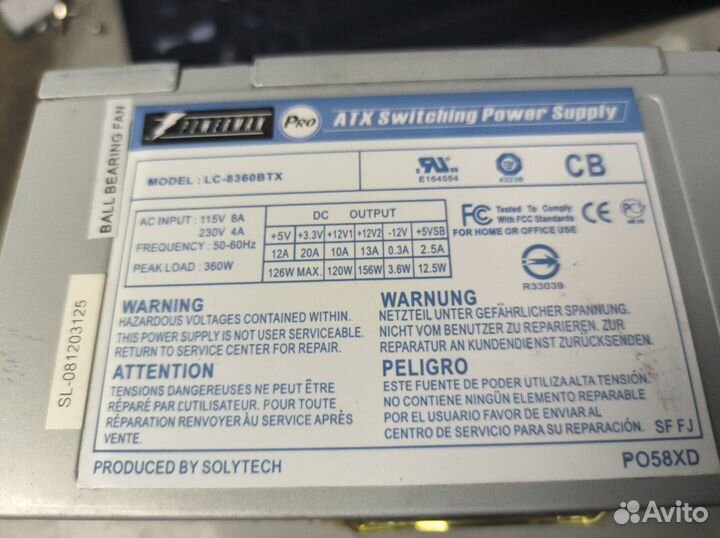 POWERMAN PRO ATX Switching Power Supply
BALL BEARING FAN
MODEL : LC-8360BTX
E164554
CB
AC INPUT : 115V 8A
230V 4A
FREQUENCY : 50-60Hz
PEAK LOAD : 360W
DC OUTPUT
+5V +3.3V +12V1 +12V2 -12V +5VSB
12A 20A 10A 13A 0.3A 2.5A
126W MAX. 120W 156W 3.6W 12.5W
FC Tested To Comply
With FCC Standards
FOR HOME OR OFFICE USE
CE
R33039
SL-081203125
WARNING
HAZARDOUS VOLTAGES CONTAINED WITHIN.
THIS POWER SUPPLY IS NOT USER SERVICEABLE.
RETURN TO SERVICE CENTER FOR REPAIR.
WARNUNG
NETZTEIL UNTER GEFÄHRLICHER SPANNUNG.
NICHT VOM BENUTZER ZU REPARIEREN. ZUR
REPARATUR AN KUNDENDIENST ZURÜCKSENDEN.
ATTENTION
TENSIONS DANGEREUSES NE PEUT ÊTRE
RÉPARÉ PAR L'UTILISATEUR. POUR TOUTE
RÉPARATION RENVOYER ÀU SERVICE APRÈS
VENTE.
PELIGRO
ESTE FUENTE DE PODER UTILIZA ALTA TENSIÓN.
NO CONTIENE NINGÚN ELEMENTO REPARABLE
POR EL USUARIO FAVOR DE ENVIAR AL
CENTRO DE SERVICIO PARA SU REPARACIÓN.
SF FJ
PRODUCED BY SOLYTECH
PO58XD
Avito